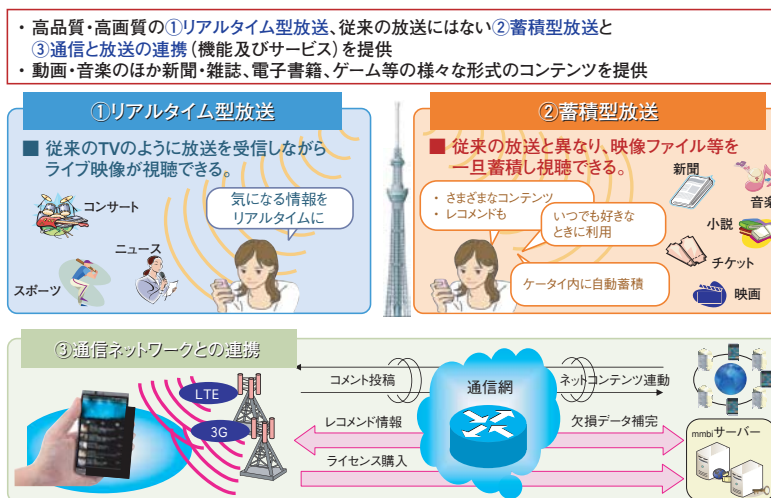 ・ 高品質・高画質の①リアルタイム型放送、従来の放送にはない②蓄積型放送と
③通信と放送の連携(機能及びサービス)を提供
・ 動画・音楽のほか新聞・雑誌、電子書籍、ゲーム等の様々な形式のコンテンツを提供
①リアルタイム型放送
■ 従来のTVのように放送を受信しながら
ライブ映像が視聴できる。
コンサート
気になる情報を
リアルタイムに
ニュース
スポーツ
②蓄積型放送
■ 従来の放送と異なり、映像ファイル等を
一旦蓄積し視聴できる。
新聞
音楽
・ さまざまなコンテンツ
・ レコメンドも
いつでも好きな
ときに利用
小説
チケット
ケータイ内に自動蓄積
映画
③通信ネットワークとの連携
LTE
3G
コメント投稿
通信網
ネットコンテンツ連動
レコメンド情報
欠損データ補完
ライセンス購入
mmbiサーバー